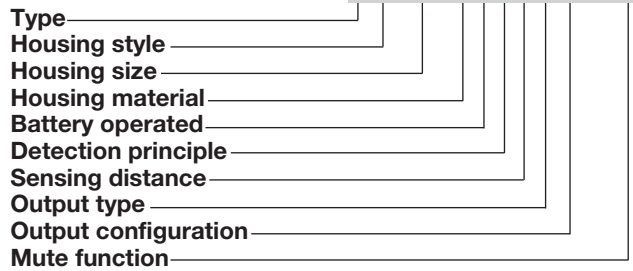 Type
Housing style
Housing size
Housing material
Battery operated
Detection principle
Sensing distance
Output type
Output configuration
Mute function